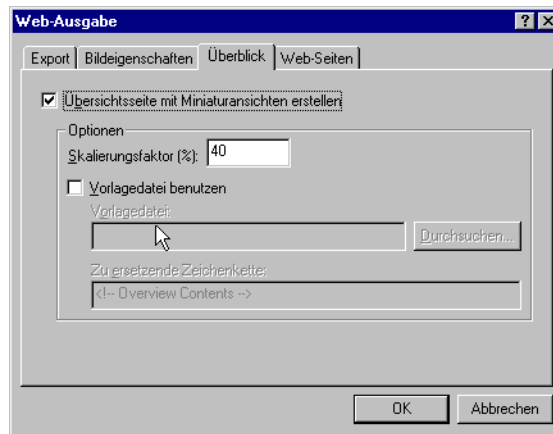 Web-Ausgabe
Export Bildeigenschaften Überblick Web-Seiten
Übersichtsseite mit Miniaturansichten erstellen
Optionen
Skalierungsfaktor (%): 40
Vorlagedatei benutzen
Vorlagedatei:
Durchsuchen...
Zu ersetzende Zeichenkette:
<!-- Overview Contents -->
OK Abbrechen